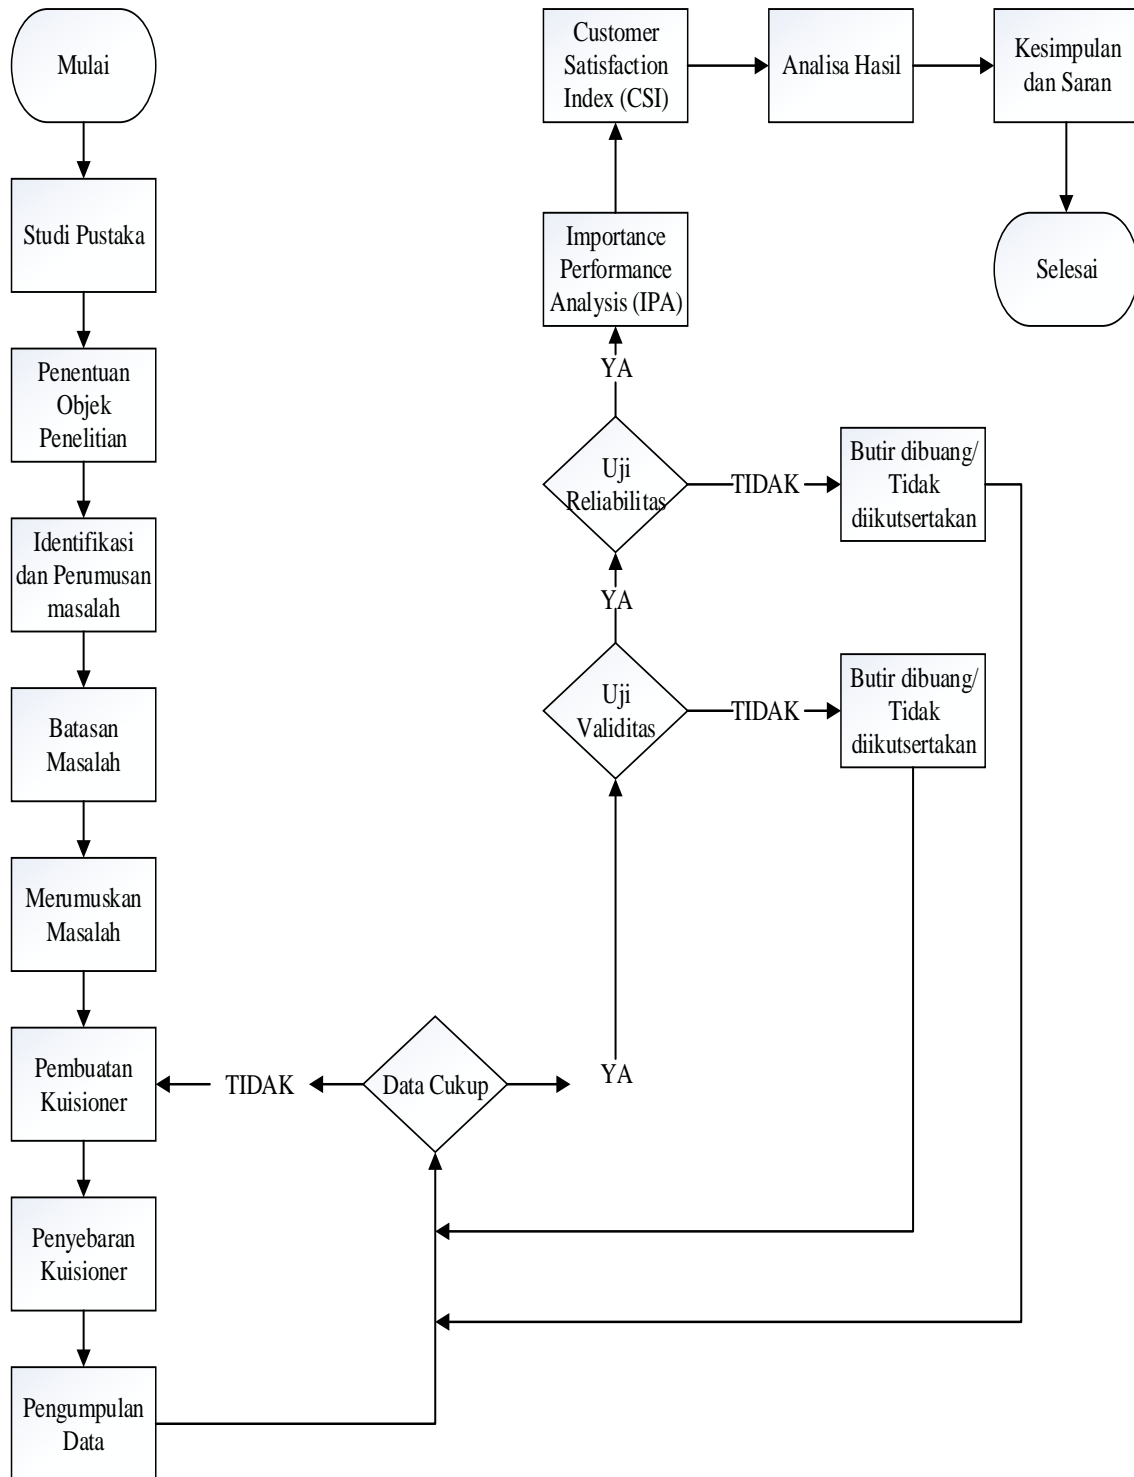 Mulai
Studi Pustaka
Penentuan
Objek
Penelitian
Identifikasi
dan Perumusan
masalah
Batasan
Masalah
Merumuskan
Masalah
Pembuatan
Kuisioner
Penyebaran
Kuisioner
Pengumpulan
Data
TIDAK
Data Cukup
YA
Uji
Validitas
TIDAK
Butir dibuang/
Tidak
diikutsertakan
YA
Uji
Reliabilitas
TIDAK
Butir dibuang/
Tidak
diikutsertakan
YA
Importance
Performance
Analysis (IPA)
Customer
Satisfaction
Index (CSI)
Analisa Hasil
Kesimpulan
dan Saran
Selesai